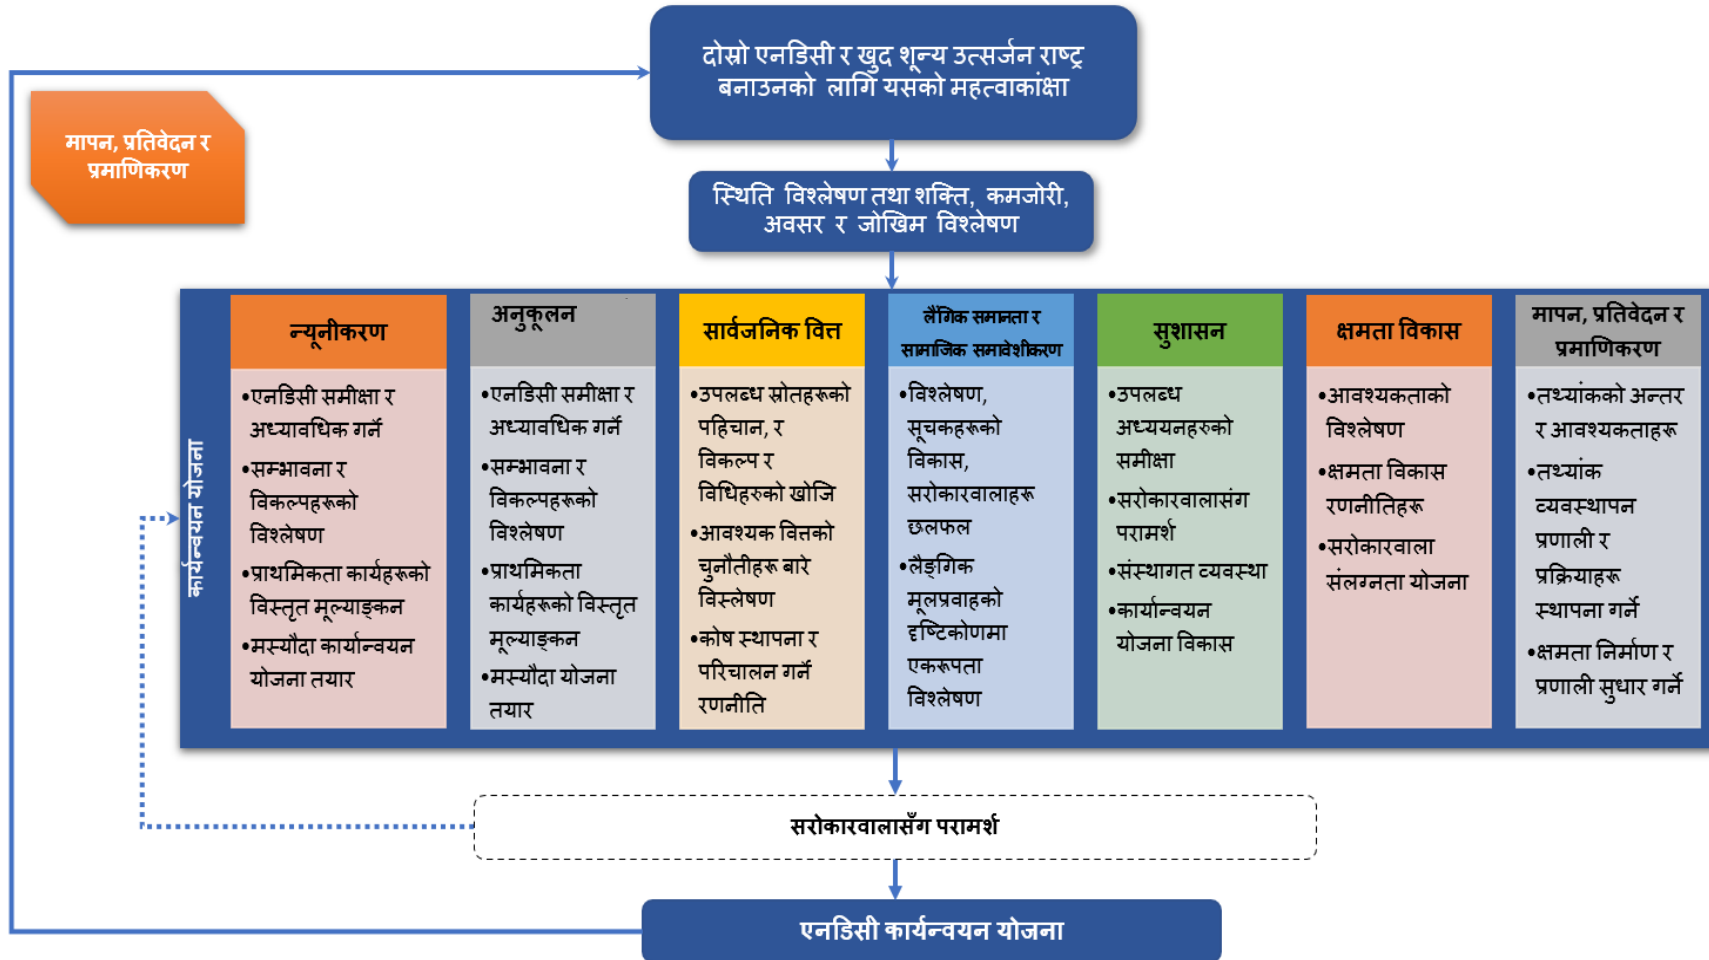 दोस्रो एनडिसी र खुद शून्य उत्सर्जन राष्ट्र
बनाउनको लागि यसको महत्वाकांक्षा
मापन, प्रतिवेदन र
प्रमाणिकरण
स्थिति विश्लेषण तथा शक्ति, कमजोरी,
अवसर र जोखिम विश्लेषण
कार्यन्वयन योजना
न्यूनीकरण
•एनडिसी समीक्षा र
अध्यावधिक गर्ने
•सम्भावना र
विकल्पहरूको
विश्लेषण
•प्राथमिकता कार्यहरूको
विस्तृत मूल्याङ्कन
•मस्यौदा कार्यान्वयन
योजना तयार
अनुकूलन
•एनडिसी समीक्षा र
अध्यावधिक गर्ने
•सम्भावना र
विकल्पहरूको
विश्लेषण
•प्राथमिकता
कार्यहरूको विस्तृत
मूल्याङ्कन
•मस्यौदा योजना
तयार
सार्वजनिक वित्त
•उपलब्ध स्रोतहरूको
पहिचान, र
विकल्प र
विधिहरुको खोजि
•आवश्यक वित्तको
चुनौतीहरू बारे
विस्लेषण
•कोष स्थापना र
परिचालन गर्ने
रणनीति
लैंगिक समानता र
सामाजिक समावेशीकरण
•विश्लेषण,
सूचकहरूको
विकास,
सरोकारवालाहरू
छलफल
•लैङ्गिक
मूलप्रवाहको
दृष्टिकोणमा
एकरूपता
विश्लेषण
सुशासन
•उपलब्ध
अध्ययनहरुको
समीक्षा
•सरोकारवालासंग
परामर्श
•संस्थागत व्यवस्था
•कार्यान्वयन
योजना विकास
क्षमता विकास
•आवश्यकताको
विश्लेषण
•क्षमता विकास
रणनीतिहरू
•सरोकारवाला
संलग्नता योजना
मापन, प्रतिवेदन र
प्रमाणिकरण
•तथ्यांकको अन्तर
र आवश्यकताहरू
•तथ्यांक
व्यवस्थापन
प्रणाली र
प्रक्रियाहरू
स्थापना गर्ने
•क्षमता निर्माण र
प्रणाली सुधार गर्ने
सरोकारवालासँग परामर्श
एनडिसी कार्यन्वयन योजना